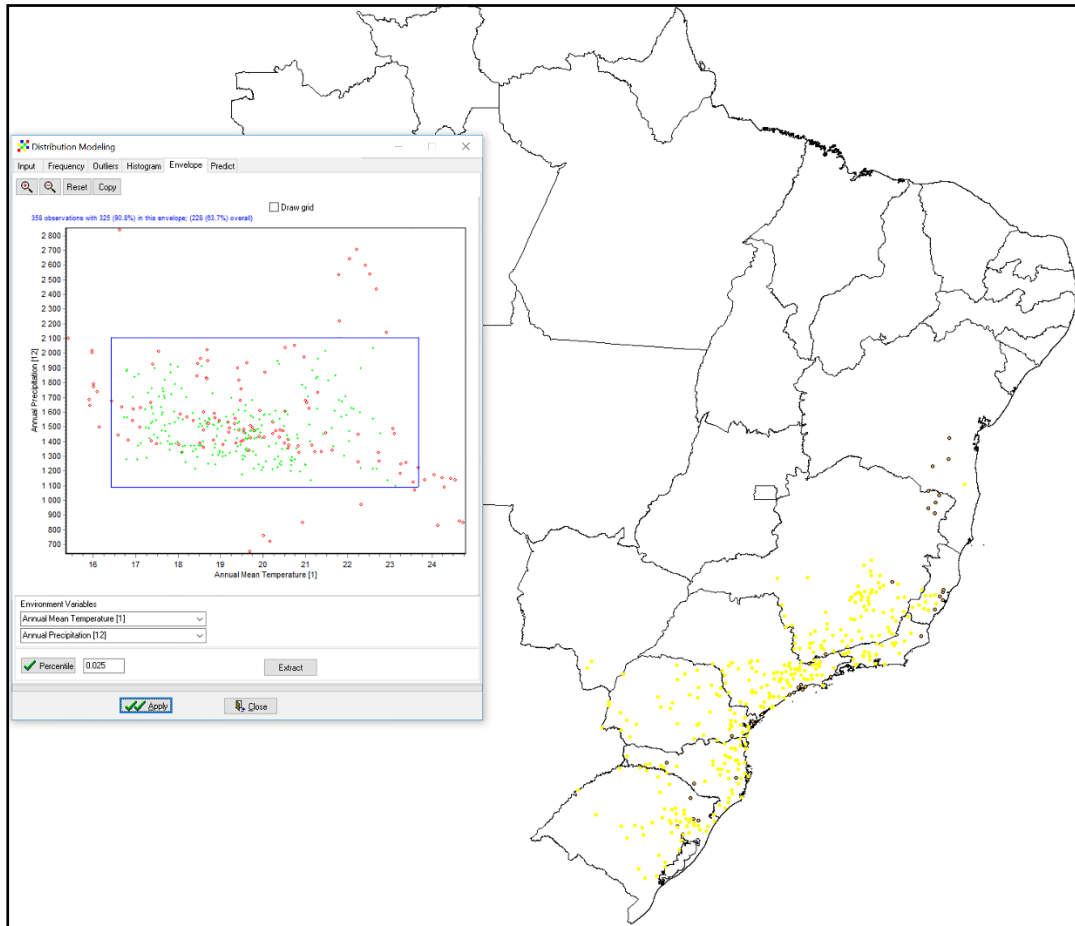 Distribution Modeling
Input Frequency Outliers Histogram Envelope Predict
Reset Copy
Draw grid
358 observations with 325 (90.8%) in this envelope; (228 (63.7%) overall)
2 800
2 700
2 600
2 500
2 400
2 300
2 200
2 100
2 000
1 900
1 800
1 700
1 600
1 500
1 400
1 300
1 200
1 100
1 000
900
800
700
Annual Precipitation [12]
16 17 18 19 20 21 22 23 24
Annual Mean Temperature [1]
Environment Variables
Annual Mean Temperature [1]
Annual Precipitation [12]
Percentile 0.025 Extract
Apply Close